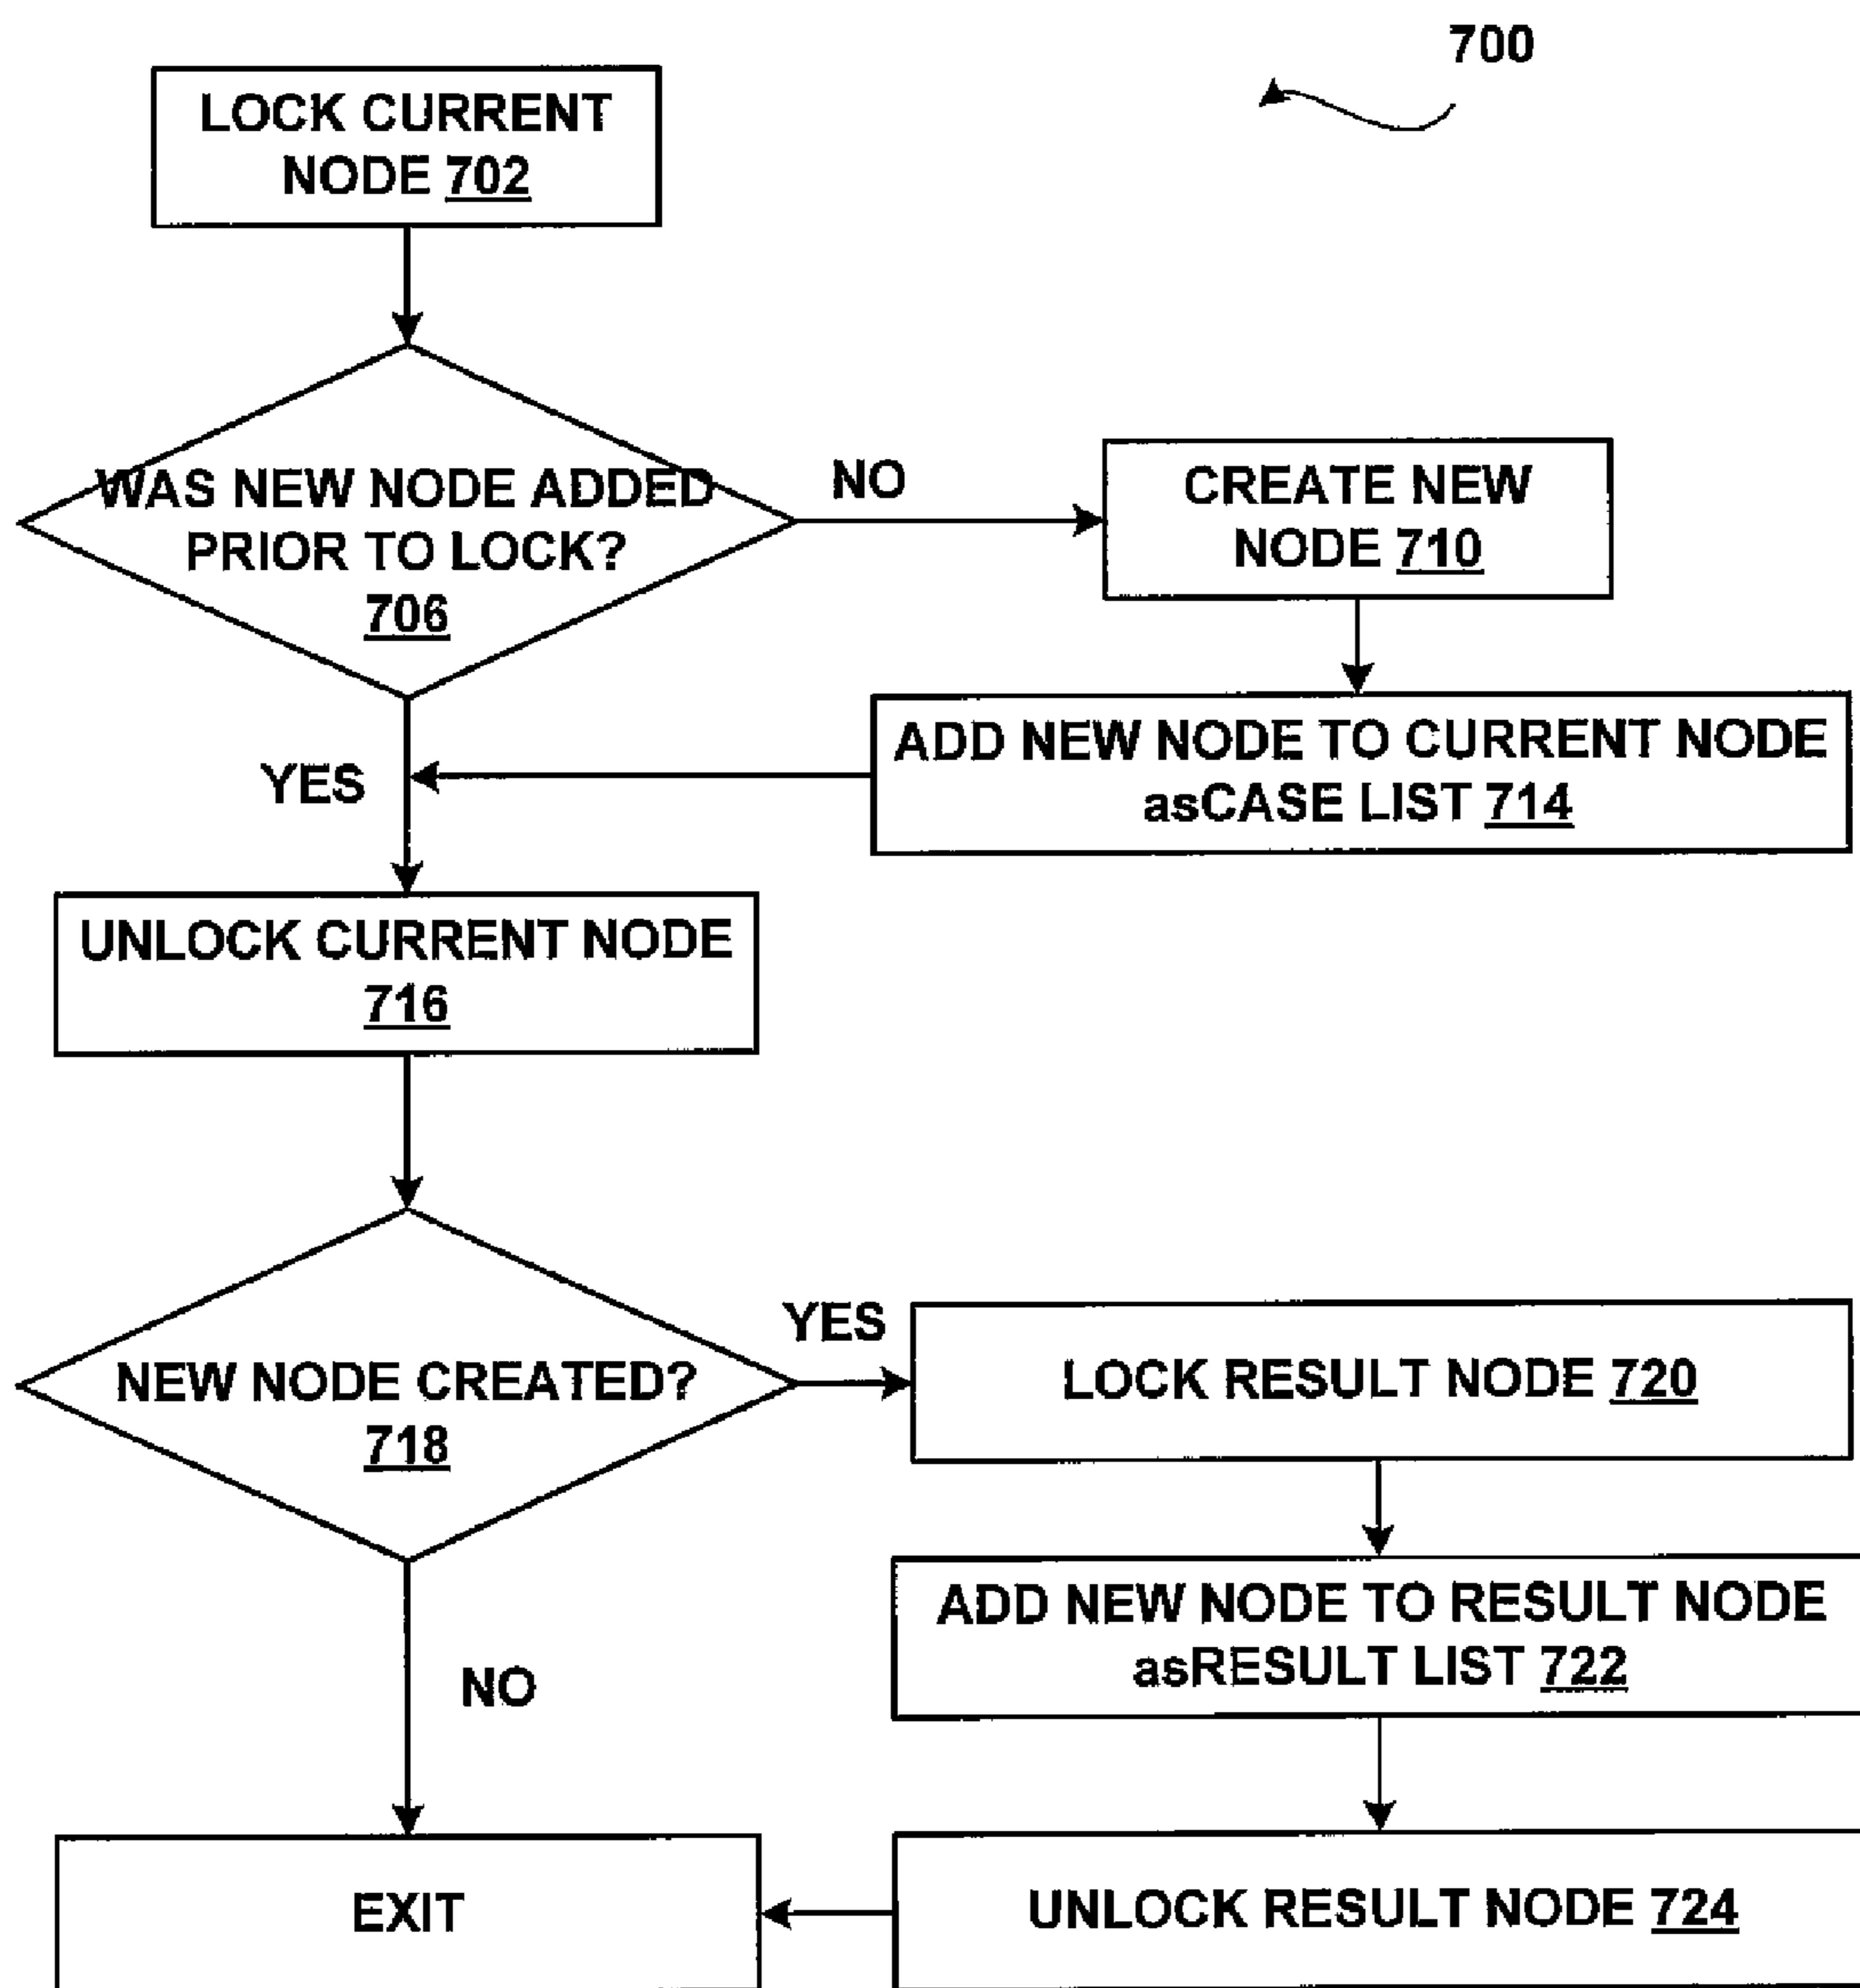 700
LOCK CURRENT
NODE 702
WAS NEW NODE ADDED
PRIOR TO LOCK?
706
NO
CREATE NEW
NODE 710
ADD NEW NODE TO CURRENT NODE
asCASE LIST 714
YES
UNLOCK CURRENT NODE
716
NEW NODE CREATED?
718
YES
LOCK RESULT NODE 720
ADD NEW NODE TO RESULT NODE
asRESULT LIST 722
NO
EXIT
UNLOCK RESULT NODE 724